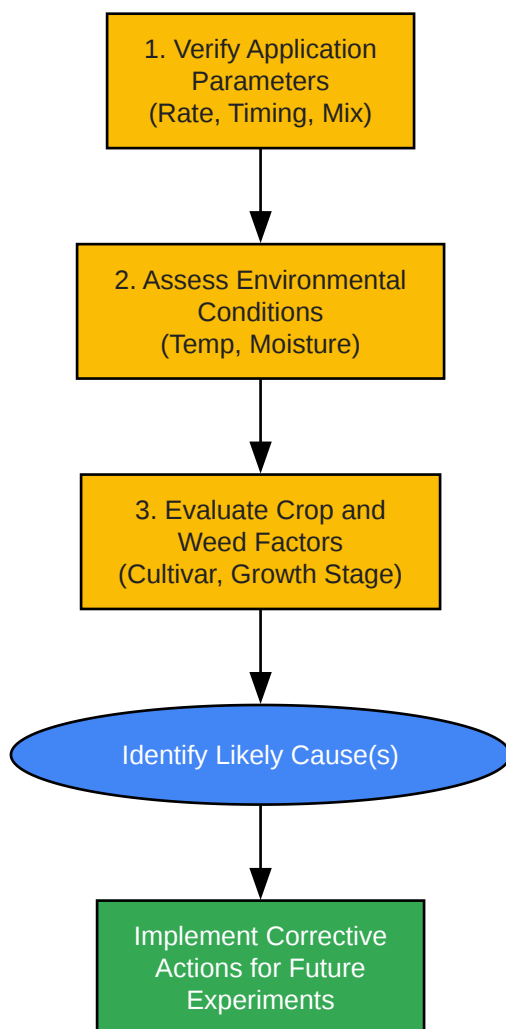 1. Verify Application
Parameters
(Rate, Timing, Mix)
2. Assess Environmental
Conditions
(Temp, Moisture)
3. Evaluate Crop and
Weed Factors
(Cultivar, Growth Stage)
Identify Likely Cause(s)
Implement Corrective
Actions for Future
Experiments